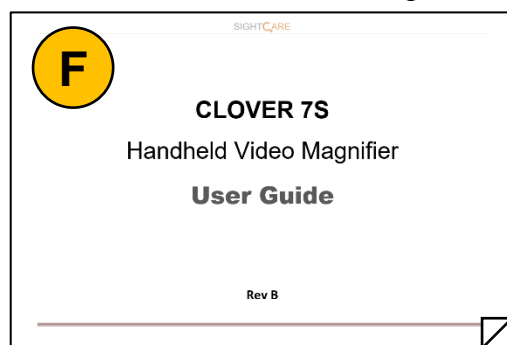 SIGHTCARE
F
CLOVER 7S
Handheld Video Magnifier
User Guide
Rev B